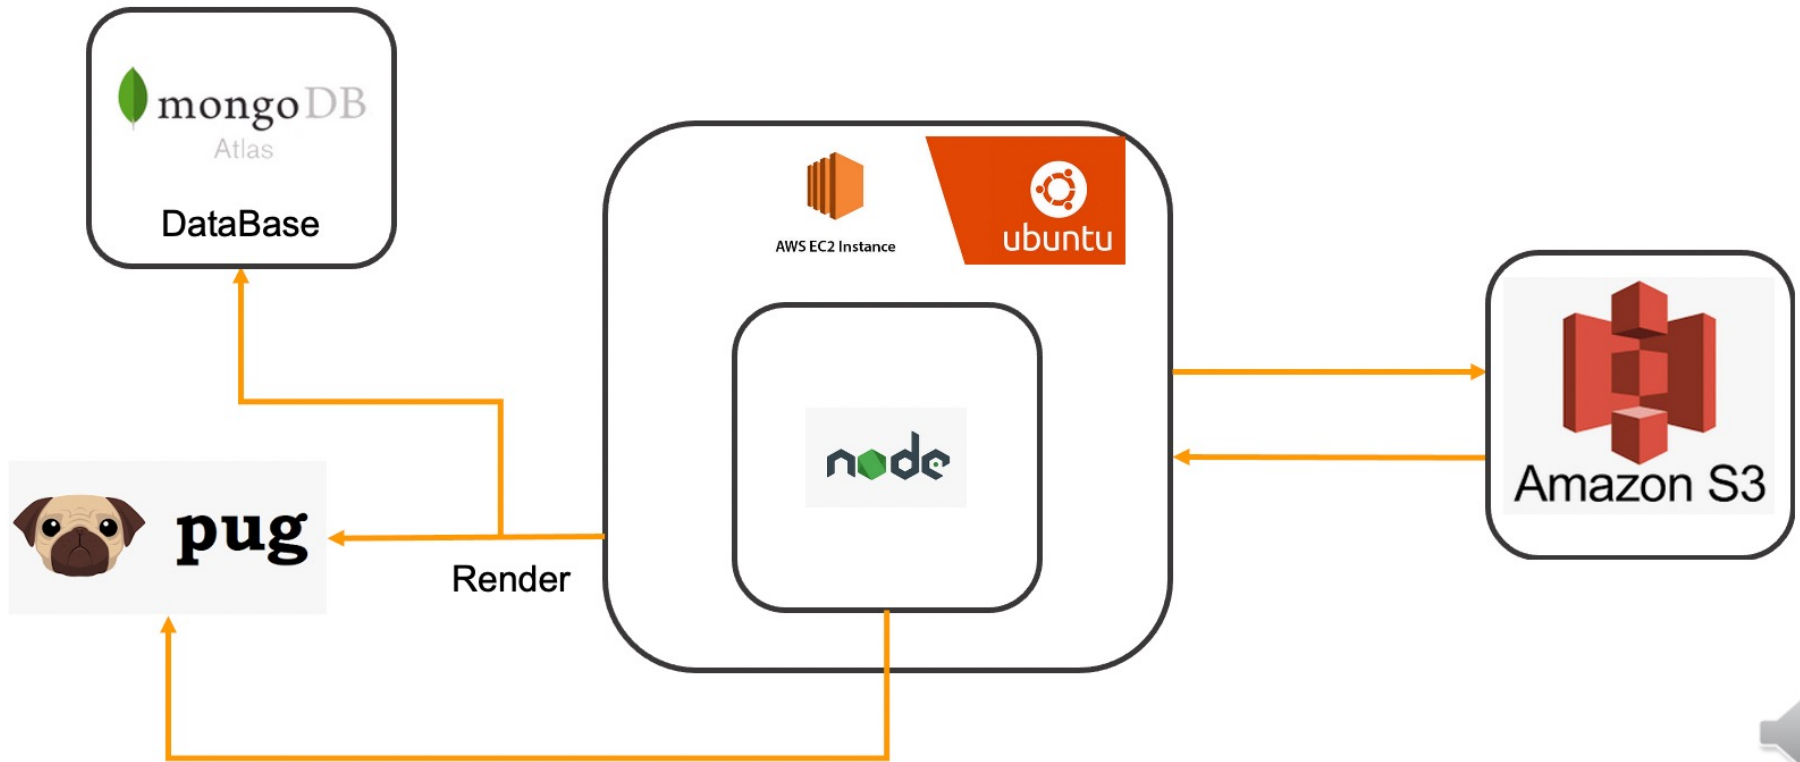 mongoDB
Atlas
DataBase
AWS EC2 Instance
ubuntu
node
Amazon S3
pug
Render